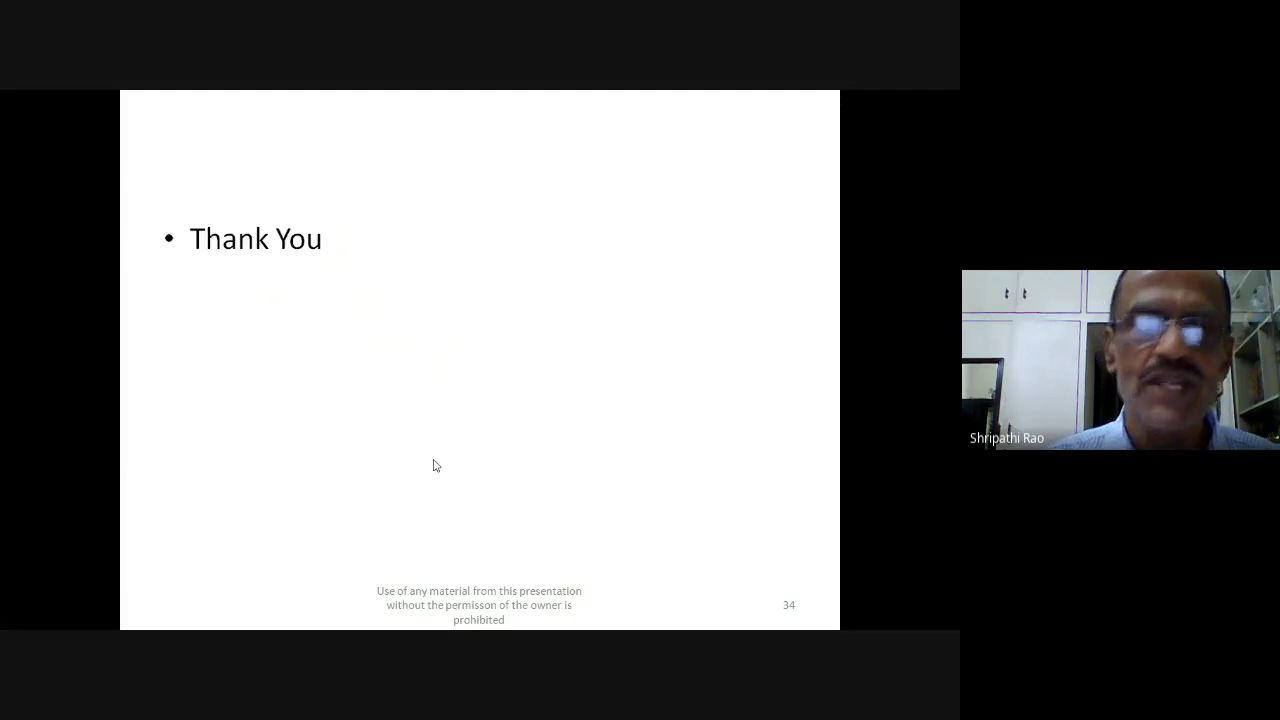 • Thank You
Shripathi Rao
Use of any material from this presentation
without the permisson of the owner is
prohibited
34